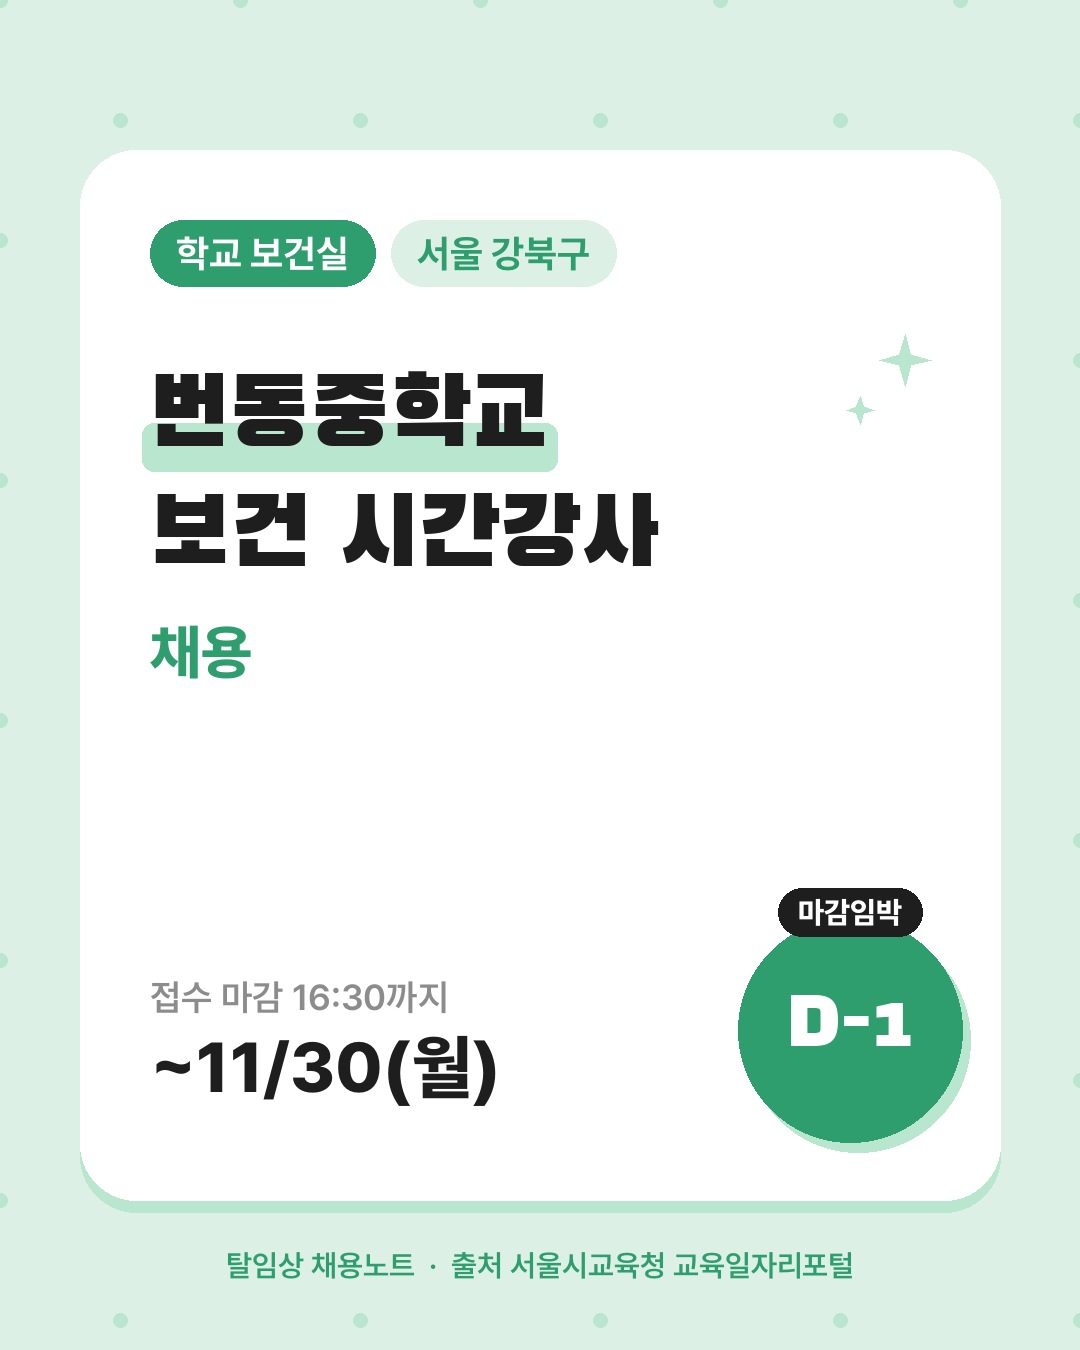 학교 보건실
서울 강북구
번동중학교
보건 시간강사
채용
마감임박
D-1
접수 마감 16:30까지
~11/30(월)
탈임상 채용노트 · 출처 서울시교육청 교육일자리포털